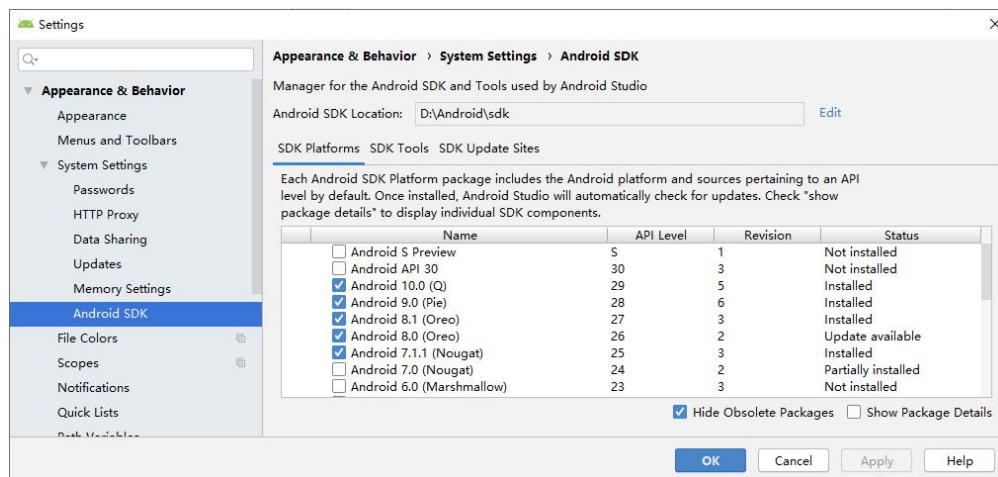 Settings
Appearance & Behavior
Appearance
Menus and Toolbars
System Settings
Passwords
HTTP Proxy
Data Sharing
Updates
Memory Settings
Android SDK
File Colors
Scopes
Notifications
Quick Lists
Path Variables
Appearance & Behavior › System Settings › Android SDK
Manager for the Android SDK and Tools used by Android Studio
Android SDK Location: D:\Android\sdk Edit
SDK Platforms SDK Tools SDK Update Sites
Each Android SDK Platform package includes the Android platform and sources pertaining to an API
level by default. Once installed, Android Studio will automatically check for updates. Check "show
package details" to display individual SDK components.
Name API Level Revision Status
Android S Preview S 1 Not installed
Android API 30 30 3 Not installed
Android 10.0 (Q) 29 5 Installed
Android 9.0 (Pie) 28 6 Installed
Android 8.1 (Oreo) 27 3 Installed
Android 8.0 (Oreo) 26 2 Update available
Android 7.1.1 (Nougat) 25 3 Installed
Android 7.0 (Nougat) 24 2 Partially installed
Android 6.0 (Marshmallow) 23 3 Not installed
Hide Obsolete Packages Show Package Details
OK Cancel Apply Help